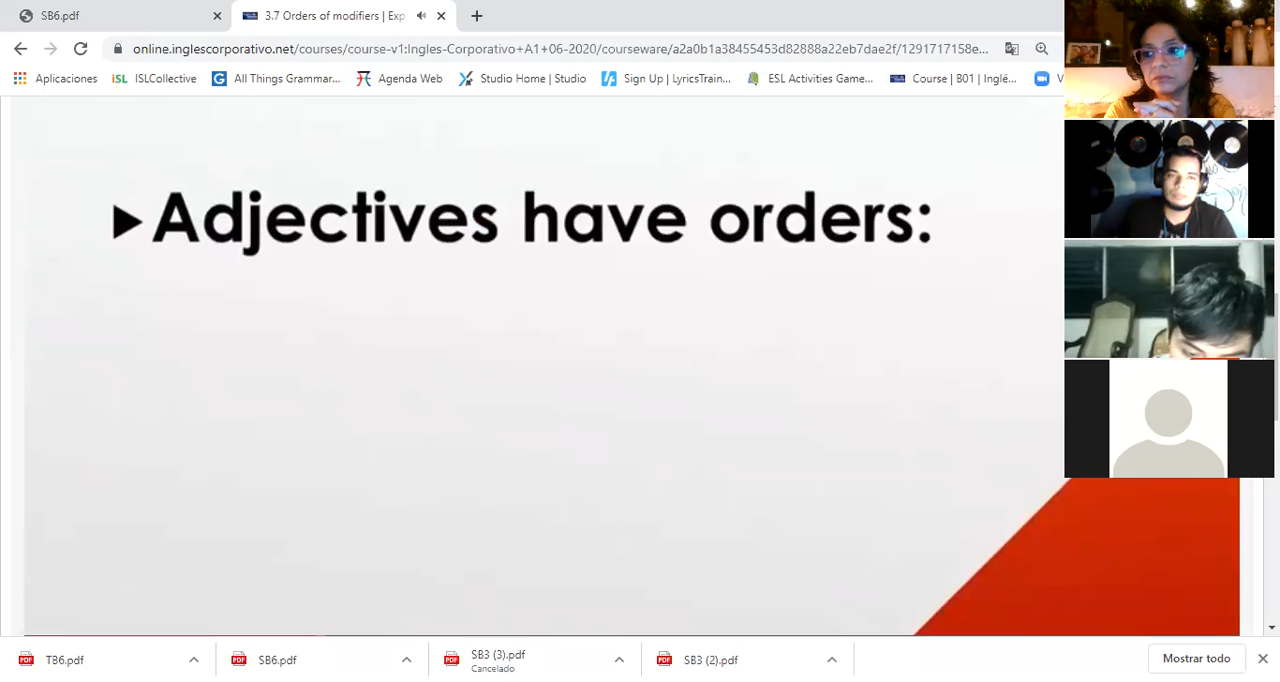 SB6.pdf
3.7 Orders of modifiers | Exp
online.inglescorporativo.net/courses/course-v1:Ingles-Corporativo+A1+06-2020/courseware/a2a0b1a38455453d82888a22eb7dae2f/1291717158e...
Aplicaciones iSL ISLCollective G All Things Grammar... Agenda Web Studio Home | Studio Sign Up | LyricsTrain... ESL Activities Game... Course | B01 | Inglé... V
Adjectives have orders:
TB6.pdf
SB6.pdf
SB3 (3).pdf
Cancelado
SB3 (2).pdf
Mostrar todo